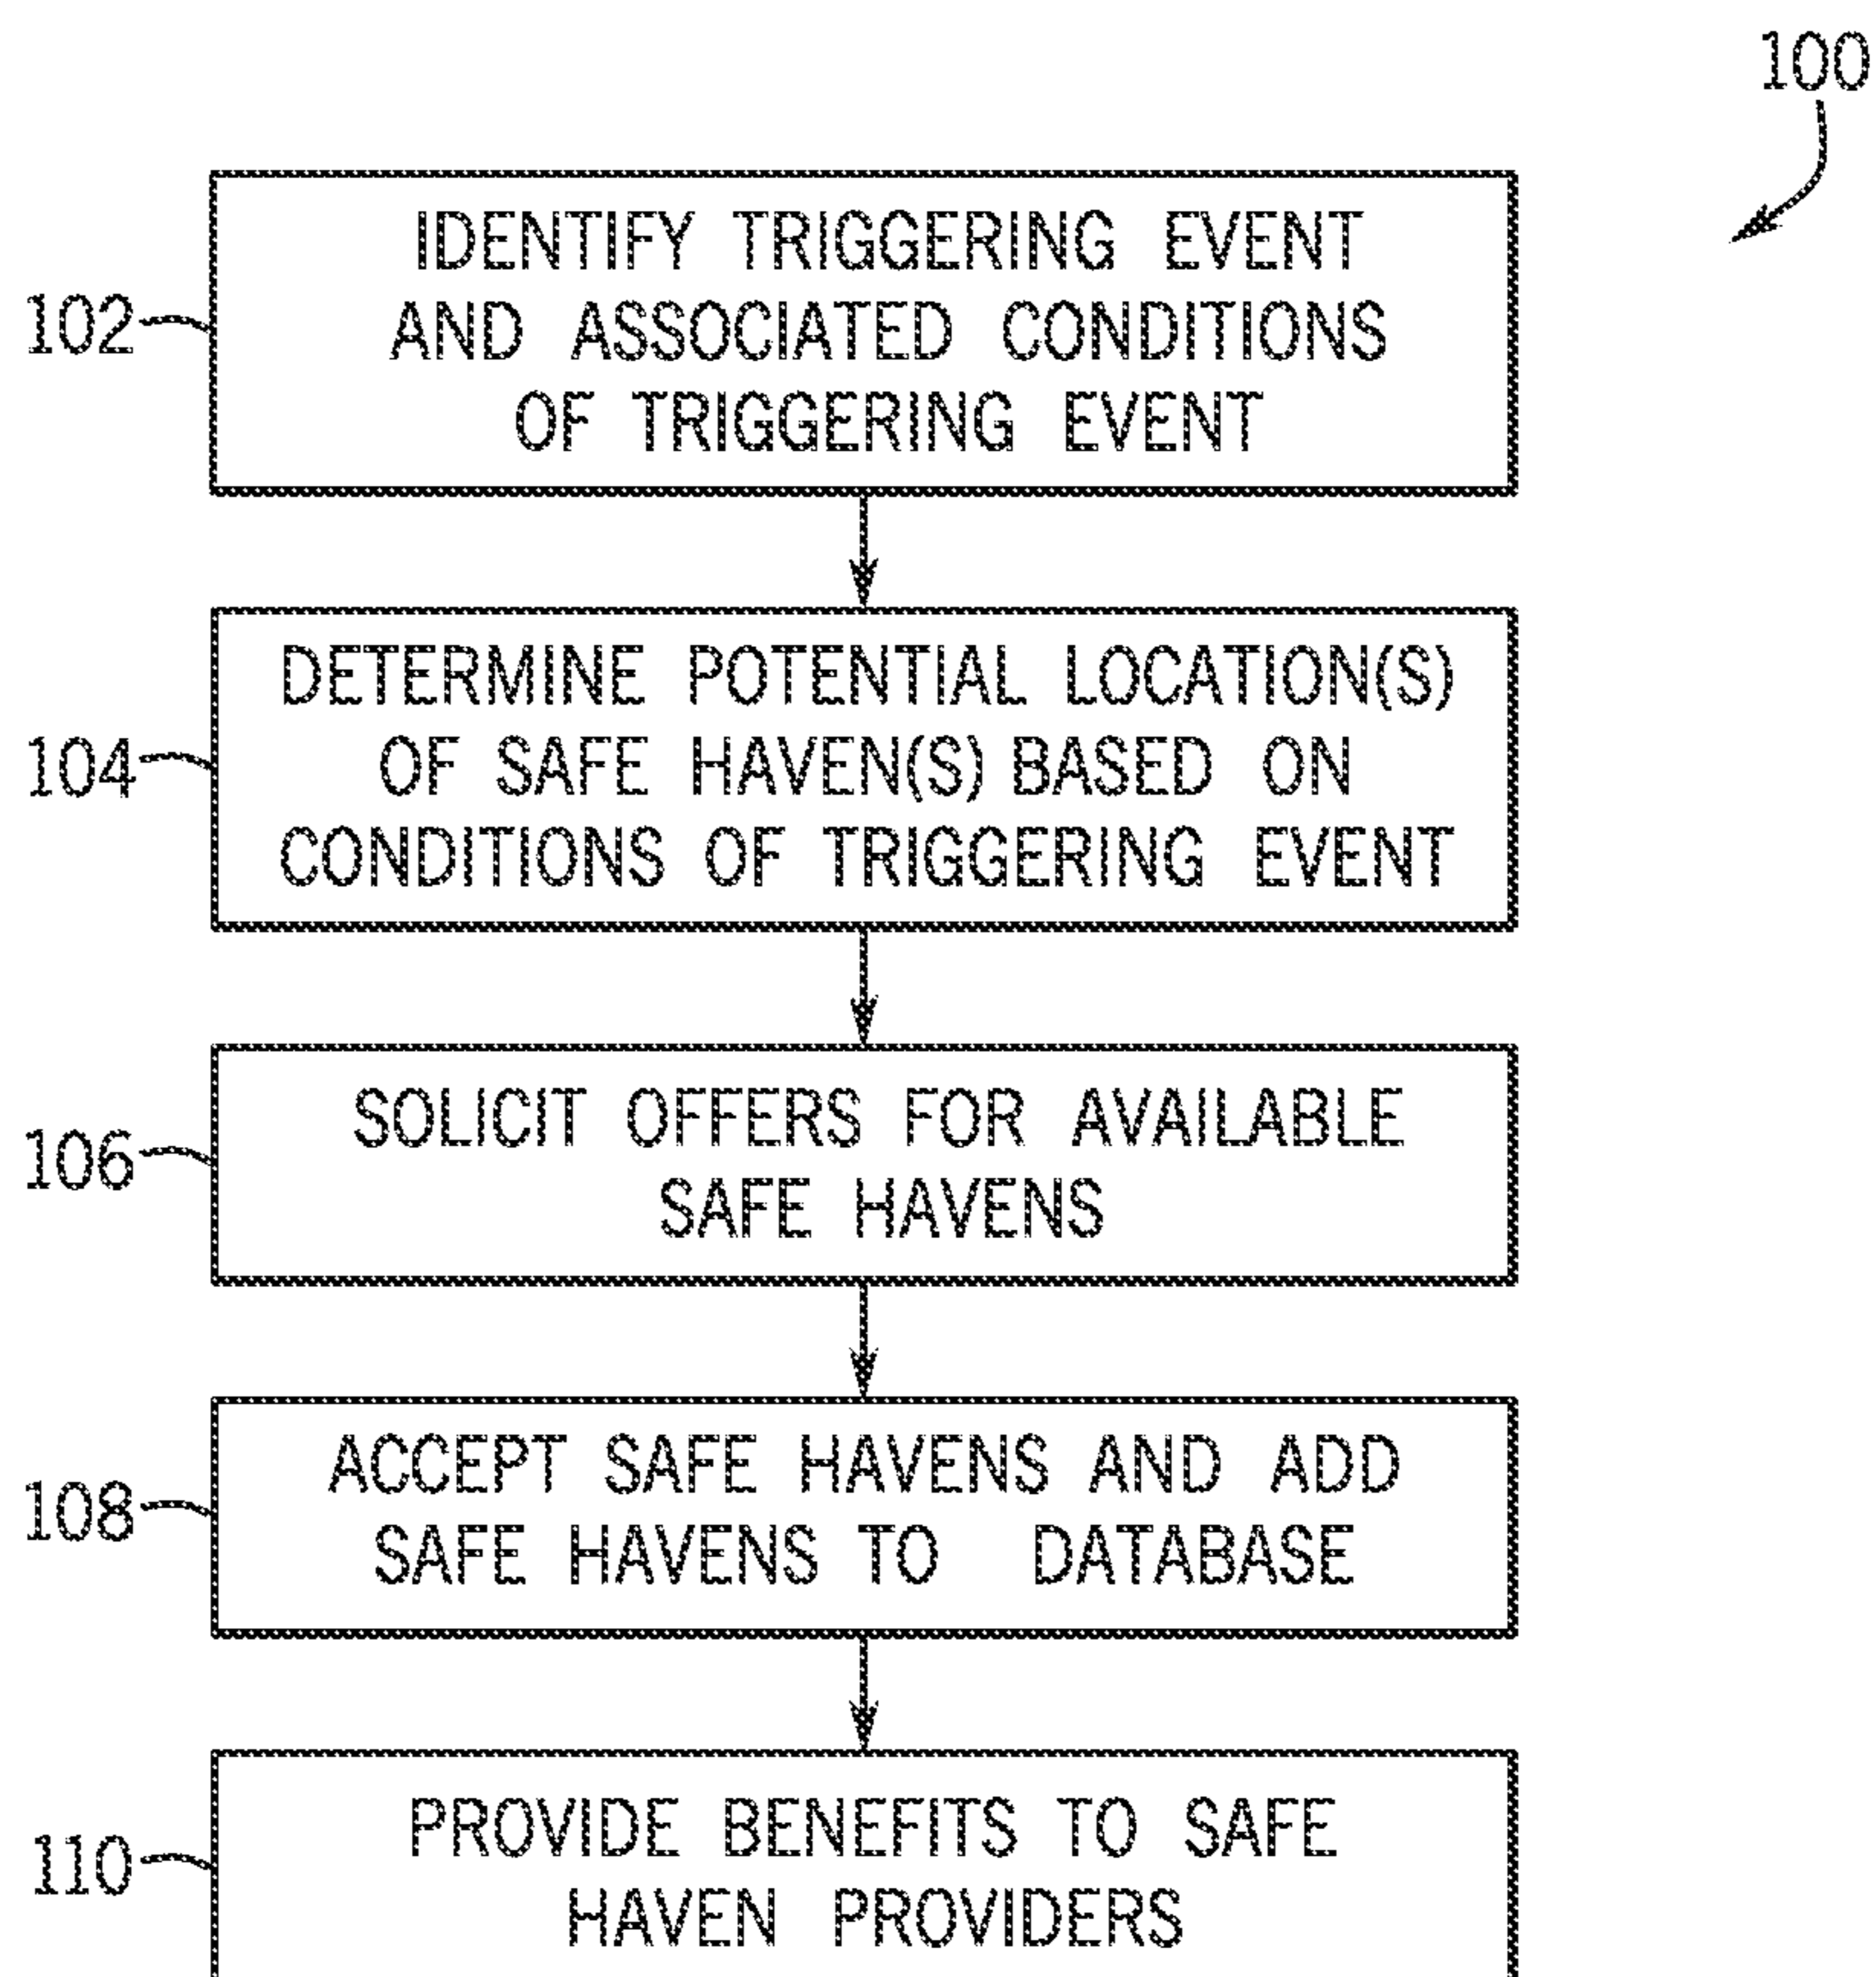 100
102
IDENTIFY TRIGGERING EVENT
AND ASSOCIATED CONDITIONS
OF TRIGGERING EVENT
104
DETERMINE POTENTIAL LOCATION(S)
OF SAFE HAVEN(S) BASED ON
CONDITIONS OF TRIGGERING EVENT
106
SOLICIT OFFERS FOR AVAILABLE
SAFE HAVENS
108
ACCEPT SAFE HAVENS AND ADD
SAFE HAVENS TO DATABASE
110
PROVIDE BENEFITS TO SAFE
HAVEN PROVIDERS